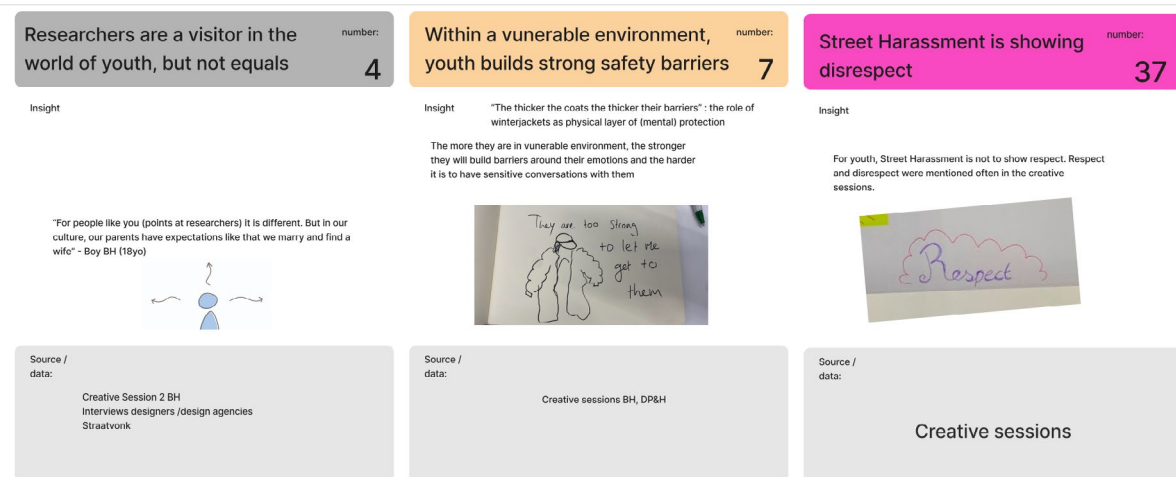 Researchers are a visitor in the
world of youth, but not equals
number:
4
Insight
"For people like you (points at researchers) it is different. But in our
culture, our parents have expectations like that we marry and find a
wife" - Boy BH (18yo)
Source /
data:
Creative Session 2 BH
Interviews designers /design agencies
Straatvonk
Within a vunerable environment,
youth builds strong safety barriers
number:
7
Insight
"The thicker the coats the thicker their barriers" : the role of
winterjackets as physical layer of (mental) protection
The more they are in vunerable environment, the stronger
they will build barriers around their emotions and the harder
it is to have sensitive conversations with them
They are too Strong
to let me
get to
them
Source /
data:
Creative sessions BH, DP&H
Street Harassment is showing
disrespect
number:
37
Insight
For youth, Street Harassment is not to show respect. Respect
and disrespect were mentioned often in the creative
sessions.
Respect
Source /
data:
Creative sessions